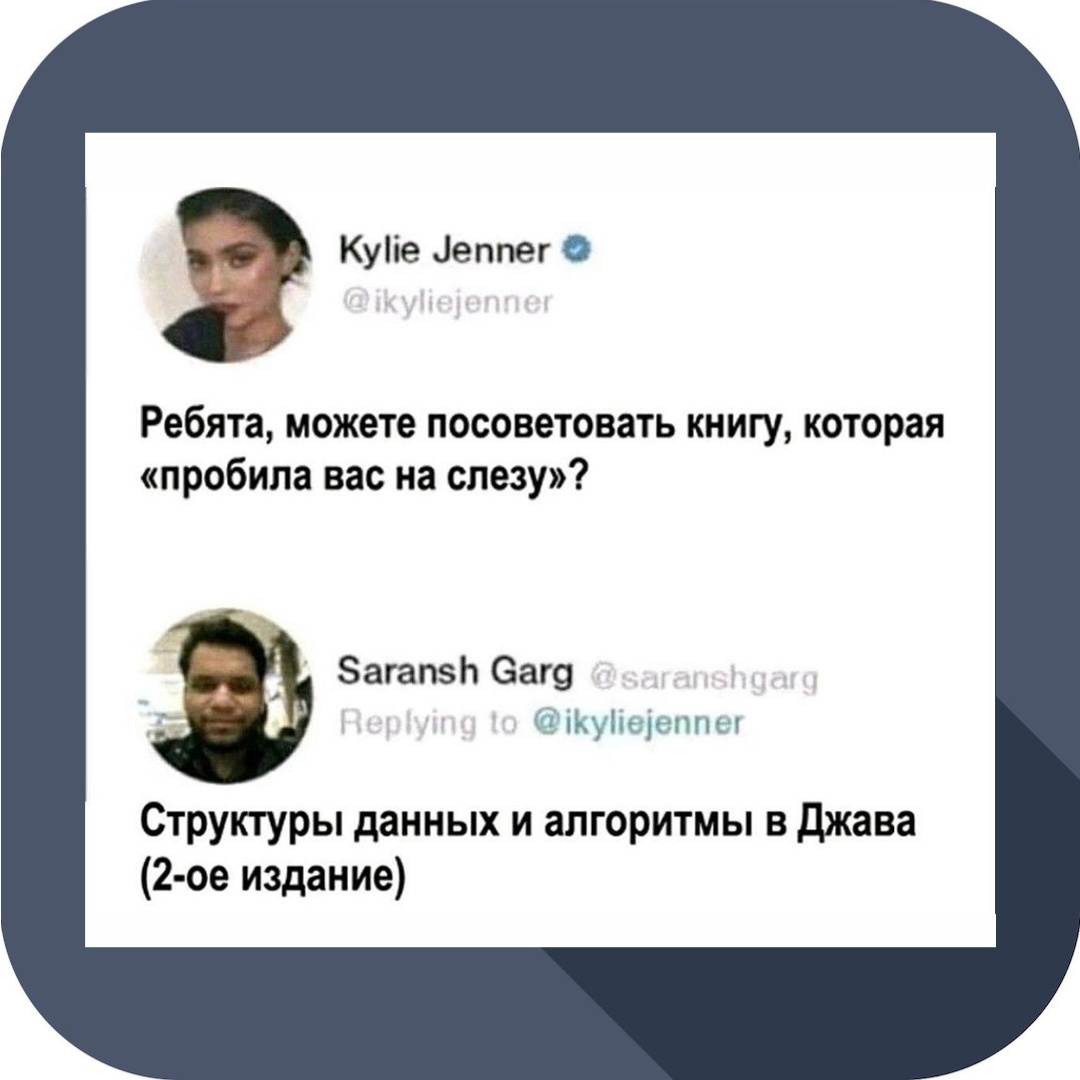 Kylie Jenner
@ikyliejenner
Ребята, можете посоветовать книгу, которая
«пробила вас на слезу»?
Saransh Garg @saranshgarg
Replying to @ikyliejenner
Структуры данных и алгоритмы в Джава
(2-ое издание)